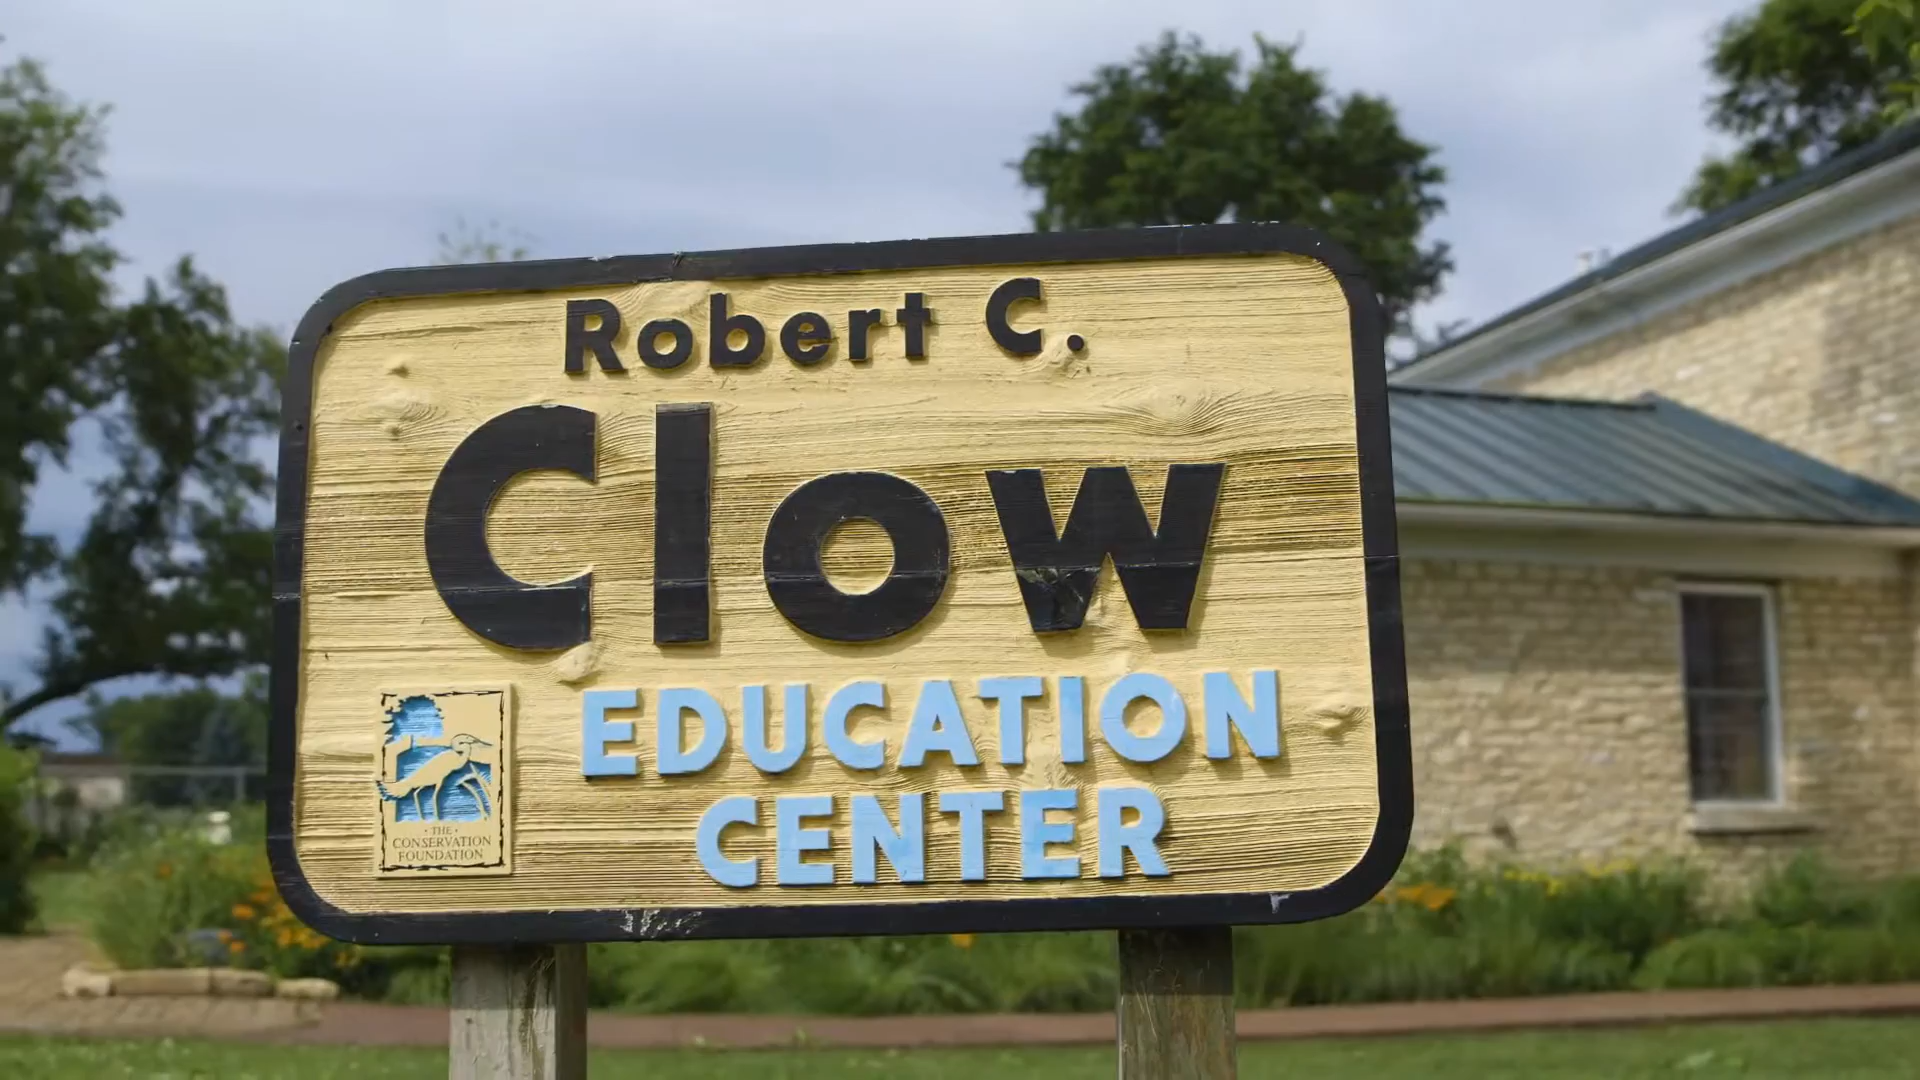 Robert C.
Clow
EDUCATION
CENTER
· THE ·
CONSERVATION
FOUNDATION